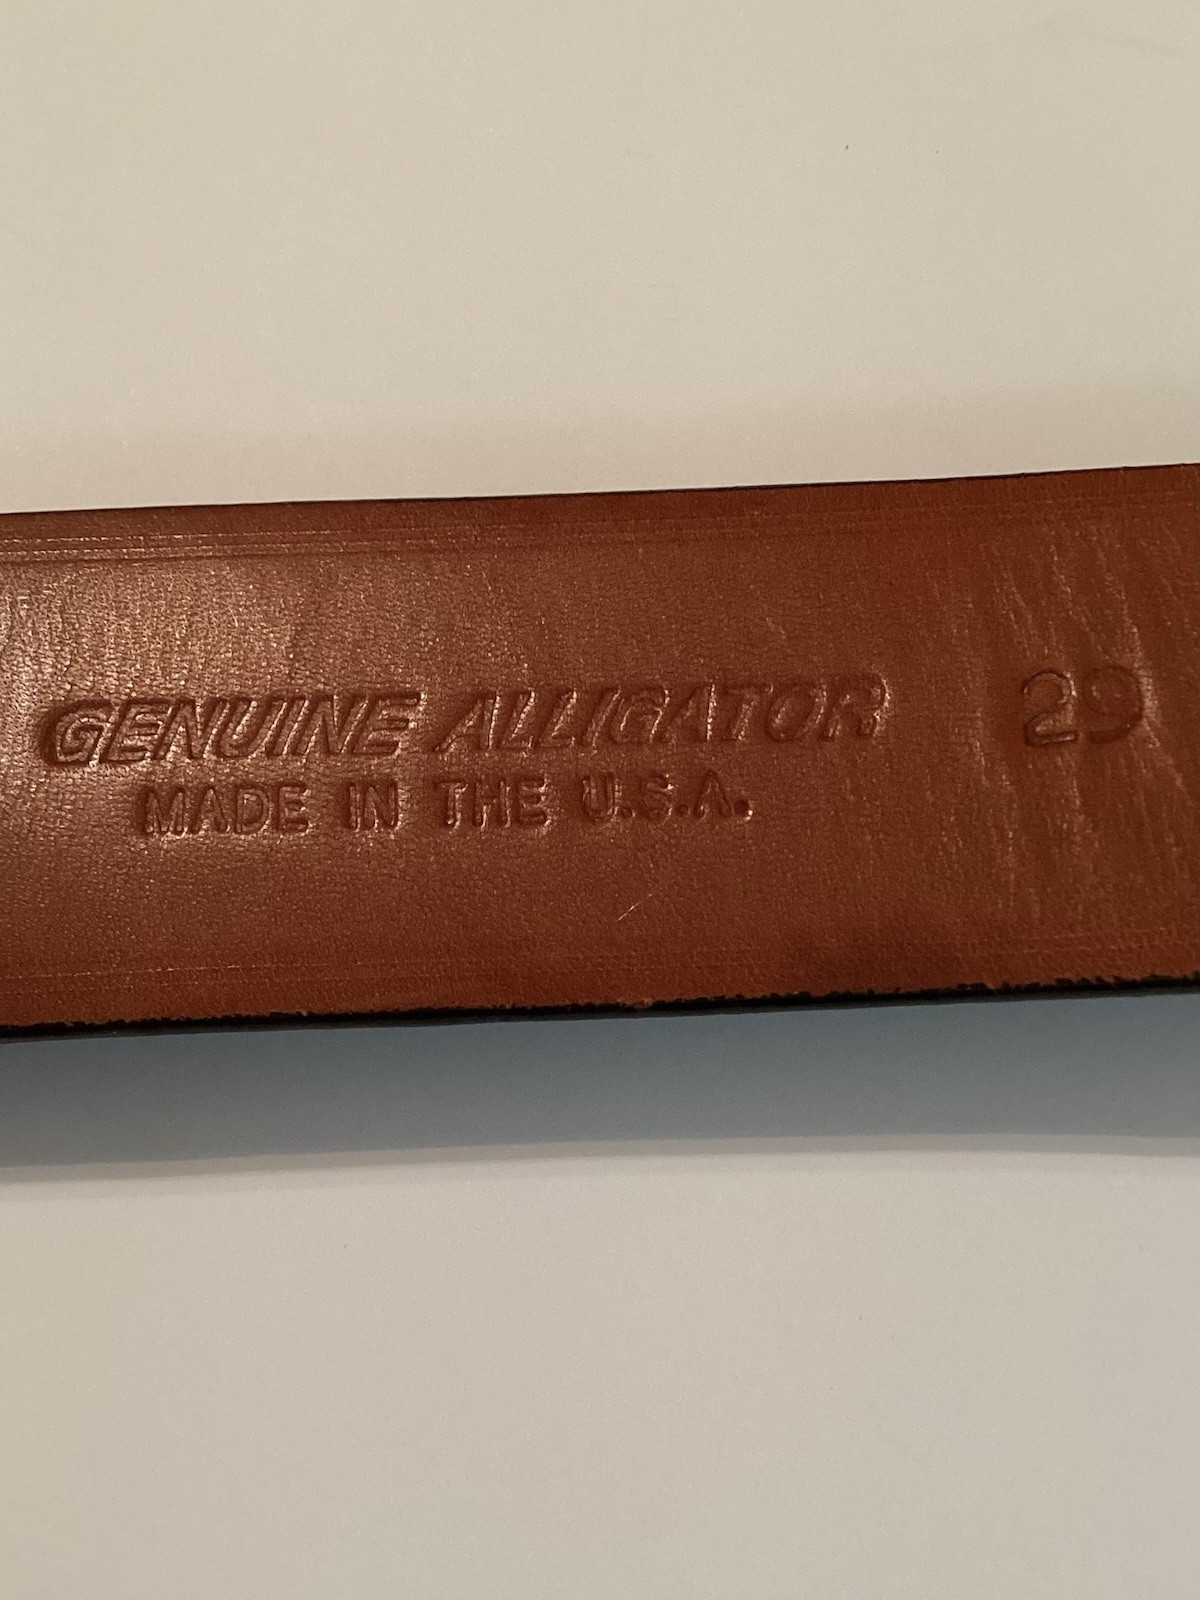 GENUINE ALLIGATOR 29
MADE IN THE U.S.A.